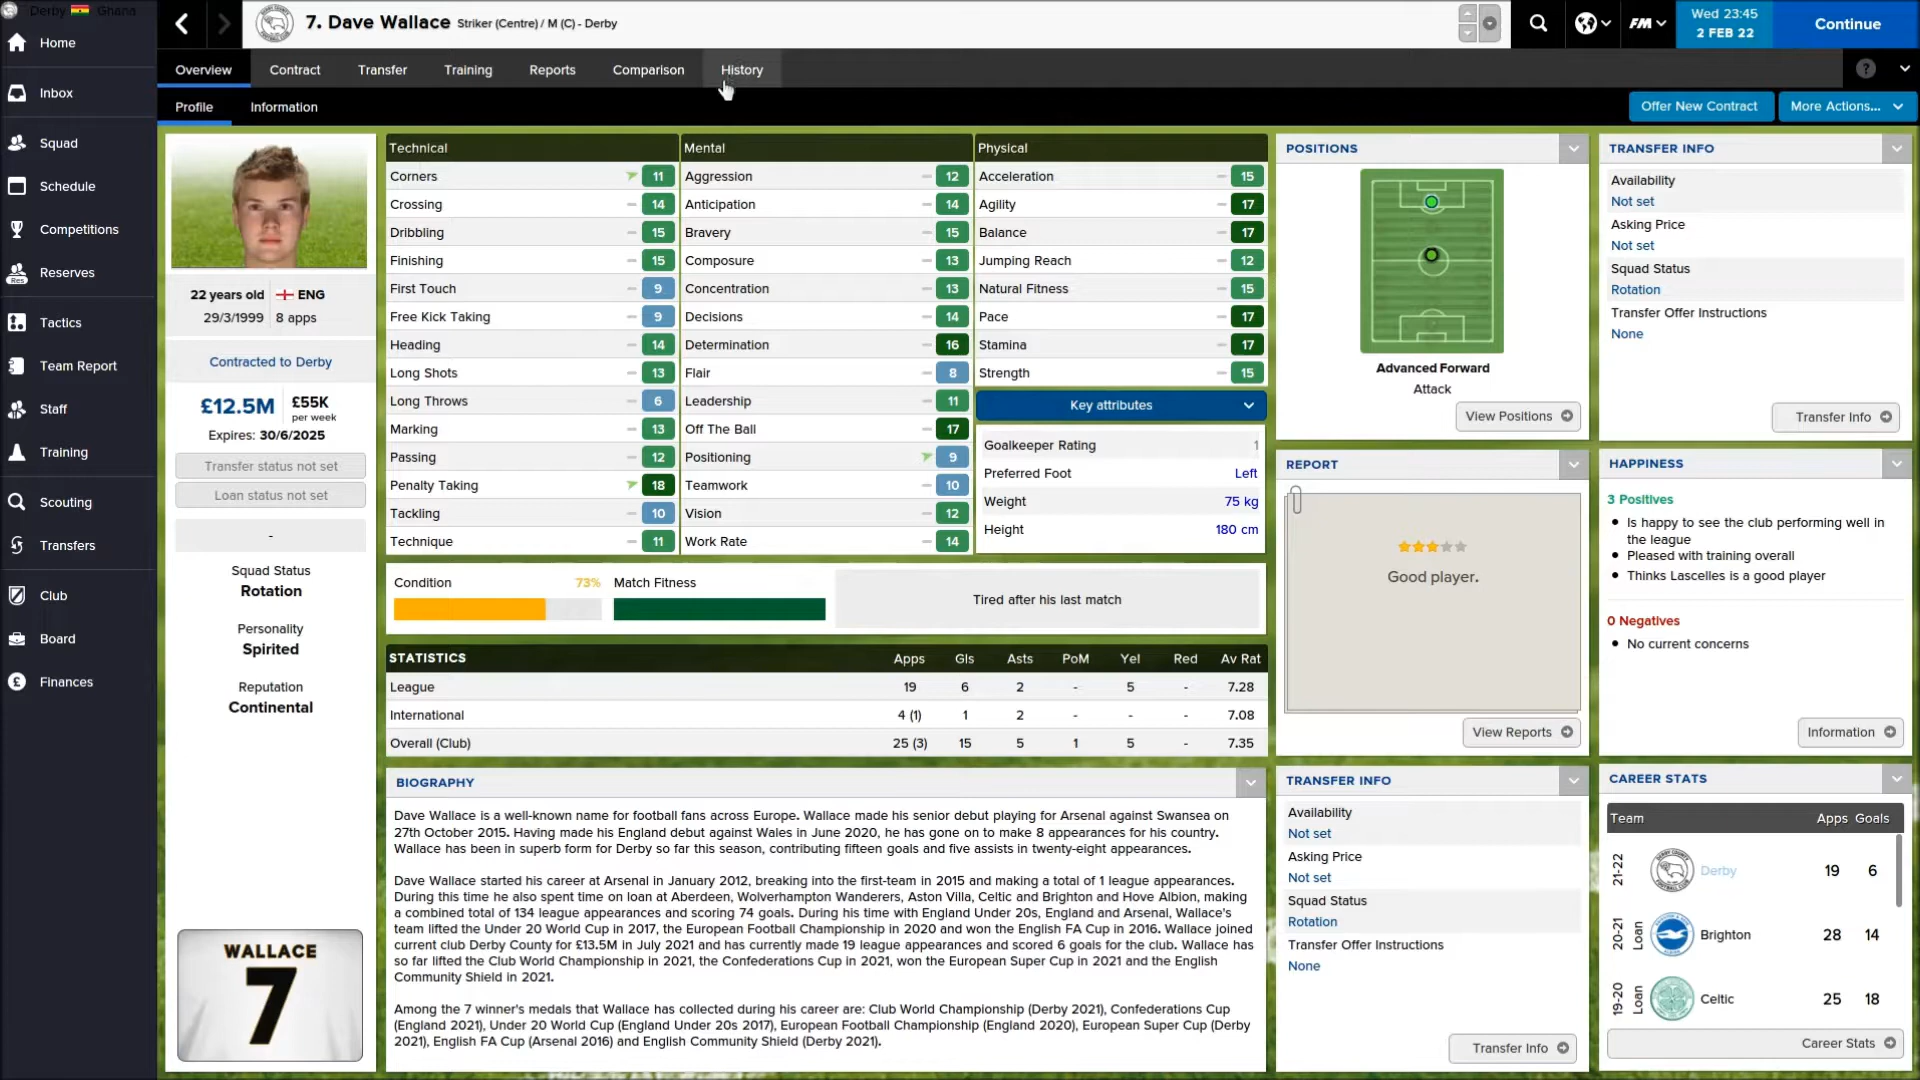 Derby Ghana
7. Dave Wallace Striker (Centre) / M (C) - Derby
FM
Wed 23:45
2 FEB 22
Continue
Home
Inbox
Squad
Schedule
Competitions
Reserves
Tactics
Team Report
Staff
Training
Scouting
Transfers
Club
Board
Finances
Overview Contract Transfer Training Reports Comparison History
?
Profile Information
Offer New Contract More Actions...
22 years old ENG
29/3/1999 8 apps
Contracted to Derby
£12.5M £55K
per week
Expires: 30/6/2025
Transfer status not set
Loan status not set
-
Squad Status
Rotation
Personality
Spirited
Reputation
Continental
WALLACE
7
Technical
Corners 11
Crossing - 14
Dribbling - 15
Finishing - 15
First Touch - 9
Free Kick Taking - 9
Heading - 14
Long Shots - 13
Long Throws - 6
Marking - 13
Passing - 12
Penalty Taking 18
Tackling - 10
Technique - 11
Mental
Aggression - 12
Anticipation - 14
Bravery - 15
Composure - 13
Concentration - 13
Decisions - 14
Determination - 16
Flair - 8
Leadership - 11
Off The Ball - 17
Positioning 9
Teamwork - 10
Vision - 12
Work Rate - 14
Physical
Acceleration - 15
Agility - 17
Balance - 17
Jumping Reach - 12
Natural Fitness - 15
Pace - 17
Stamina - 17
Strength - 15
Key attributes
Goalkeeper Rating 1
Preferred Foot Left
Weight 75 kg
Height 180 cm
Condition 73% Match Fitness
Tired after his last match
STATISTICS Apps Gls Asts PoM Yel Red Av Rat
League 19 6 2 - 5 - 7.28
International 4 (1) 1 2 - - - 7.08
Overall (Club) 25 (3) 15 5 1 5 - 7.35
BIOGRAPHY
Dave Wallace is a well-known name for football fans across Europe. Wallace made his senior debut playing for Arsenal against Swansea on
27th October 2015. Having made his England debut against Wales in June 2020, he has gone on to make 8 appearances for his country.
Wallace has been in superb form for Derby so far this season, contributing fifteen goals and five assists in twenty-eight appearances.
Dave Wallace started his career at Arsenal in January 2012, breaking into the first-team in 2015 and making a total of 1 league appearances.
During this time he also spent time on loan at Aberdeen, Wolverhampton Wanderers, Aston Villa, Celtic and Brighton and Hove Albion, making
a combined total of 134 league appearances and scoring 74 goals. During his time with England Under 20s, England and Arsenal, Wallace's
team lifted the Under 20 World Cup in 2017, the European Football Championship in 2020 and won the English FA Cup in 2016. Wallace joined
current club Derby County for £13.5M in July 2021 and has currently made 19 league appearances and scored 6 goals for the club. Wallace has
so far lifted the Club World Championship in 2021, the Confederations Cup in 2021, won the European Super Cup in 2021 and the English
Community Shield in 2021.
Among the 7 winner's medals that Wallace has collected during his career are: Club World Championship (Derby 2021), Confederations Cup
(England 2021), Under 20 World Cup (England Under 20s 2017), European Football Championship (England 2020), European Super Cup (Derby
2021), English FA Cup (Arsenal 2016) and English Community Shield (Derby 2021).
POSITIONS
Advanced Forward
Attack
View Positions
REPORT
Good player.
View Reports
TRANSFER INFO
Availability
Not set
Asking Price
Not set
Squad Status
Rotation
Transfer Offer Instructions
None
Transfer Info
TRANSFER INFO
Availability
Not set
Asking Price
Not set
Squad Status
Rotation
Transfer Offer Instructions
None
Transfer Info
HAPPINESS
3 Positives
Is happy to see the club performing well in
the league
Pleased with training overall
Thinks Lascelles is a good player
0 Negatives
No current concerns
Information
CAREER STATS
Team Apps Goals
21-22 Derby 19 6
20-21 Loan Brighton 28 14
19-20 Loan Celtic 25 18
Career Stats